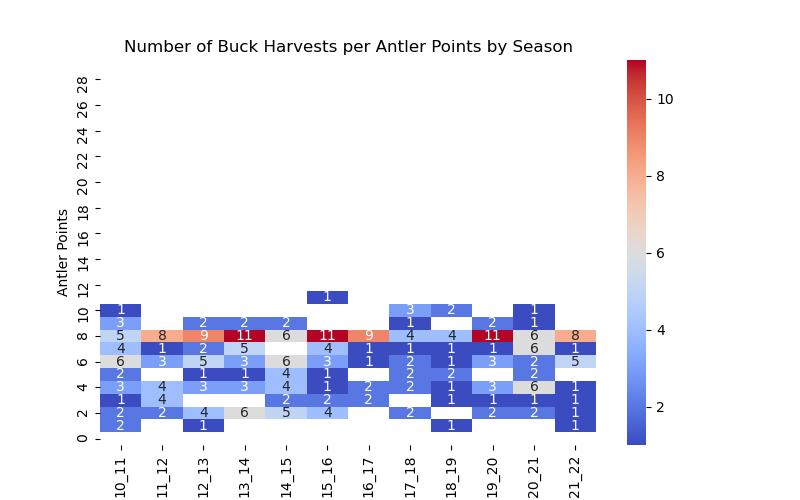 Number of Buck Harvests per Antler Points by Season
Antler Points
28
26
24
22
20
18
16
14
12
1
10 1 3 2 1
3 2 2 2 1 2 1
8 5 8 9 11 6 11 9 4 4 11 6 8
4 1 2 5 4 1 1 1 1 6 1
6 6 3 5 3 6 3 1 2 1 3 2 5
2 1 1 4 1 2 2 2
4 3 4 3 3 4 1 2 2 1 3 6 1
1 4 2 2 2 1 1 1 1
2 2 2 4 6 5 4 2 2 2 1
2 1 1 1
0
10_11 11_12 12_13 13_14 14_15 15_16 16_17 17_18 18_19 19_20 20_21 21_22
10
8
6
4
2